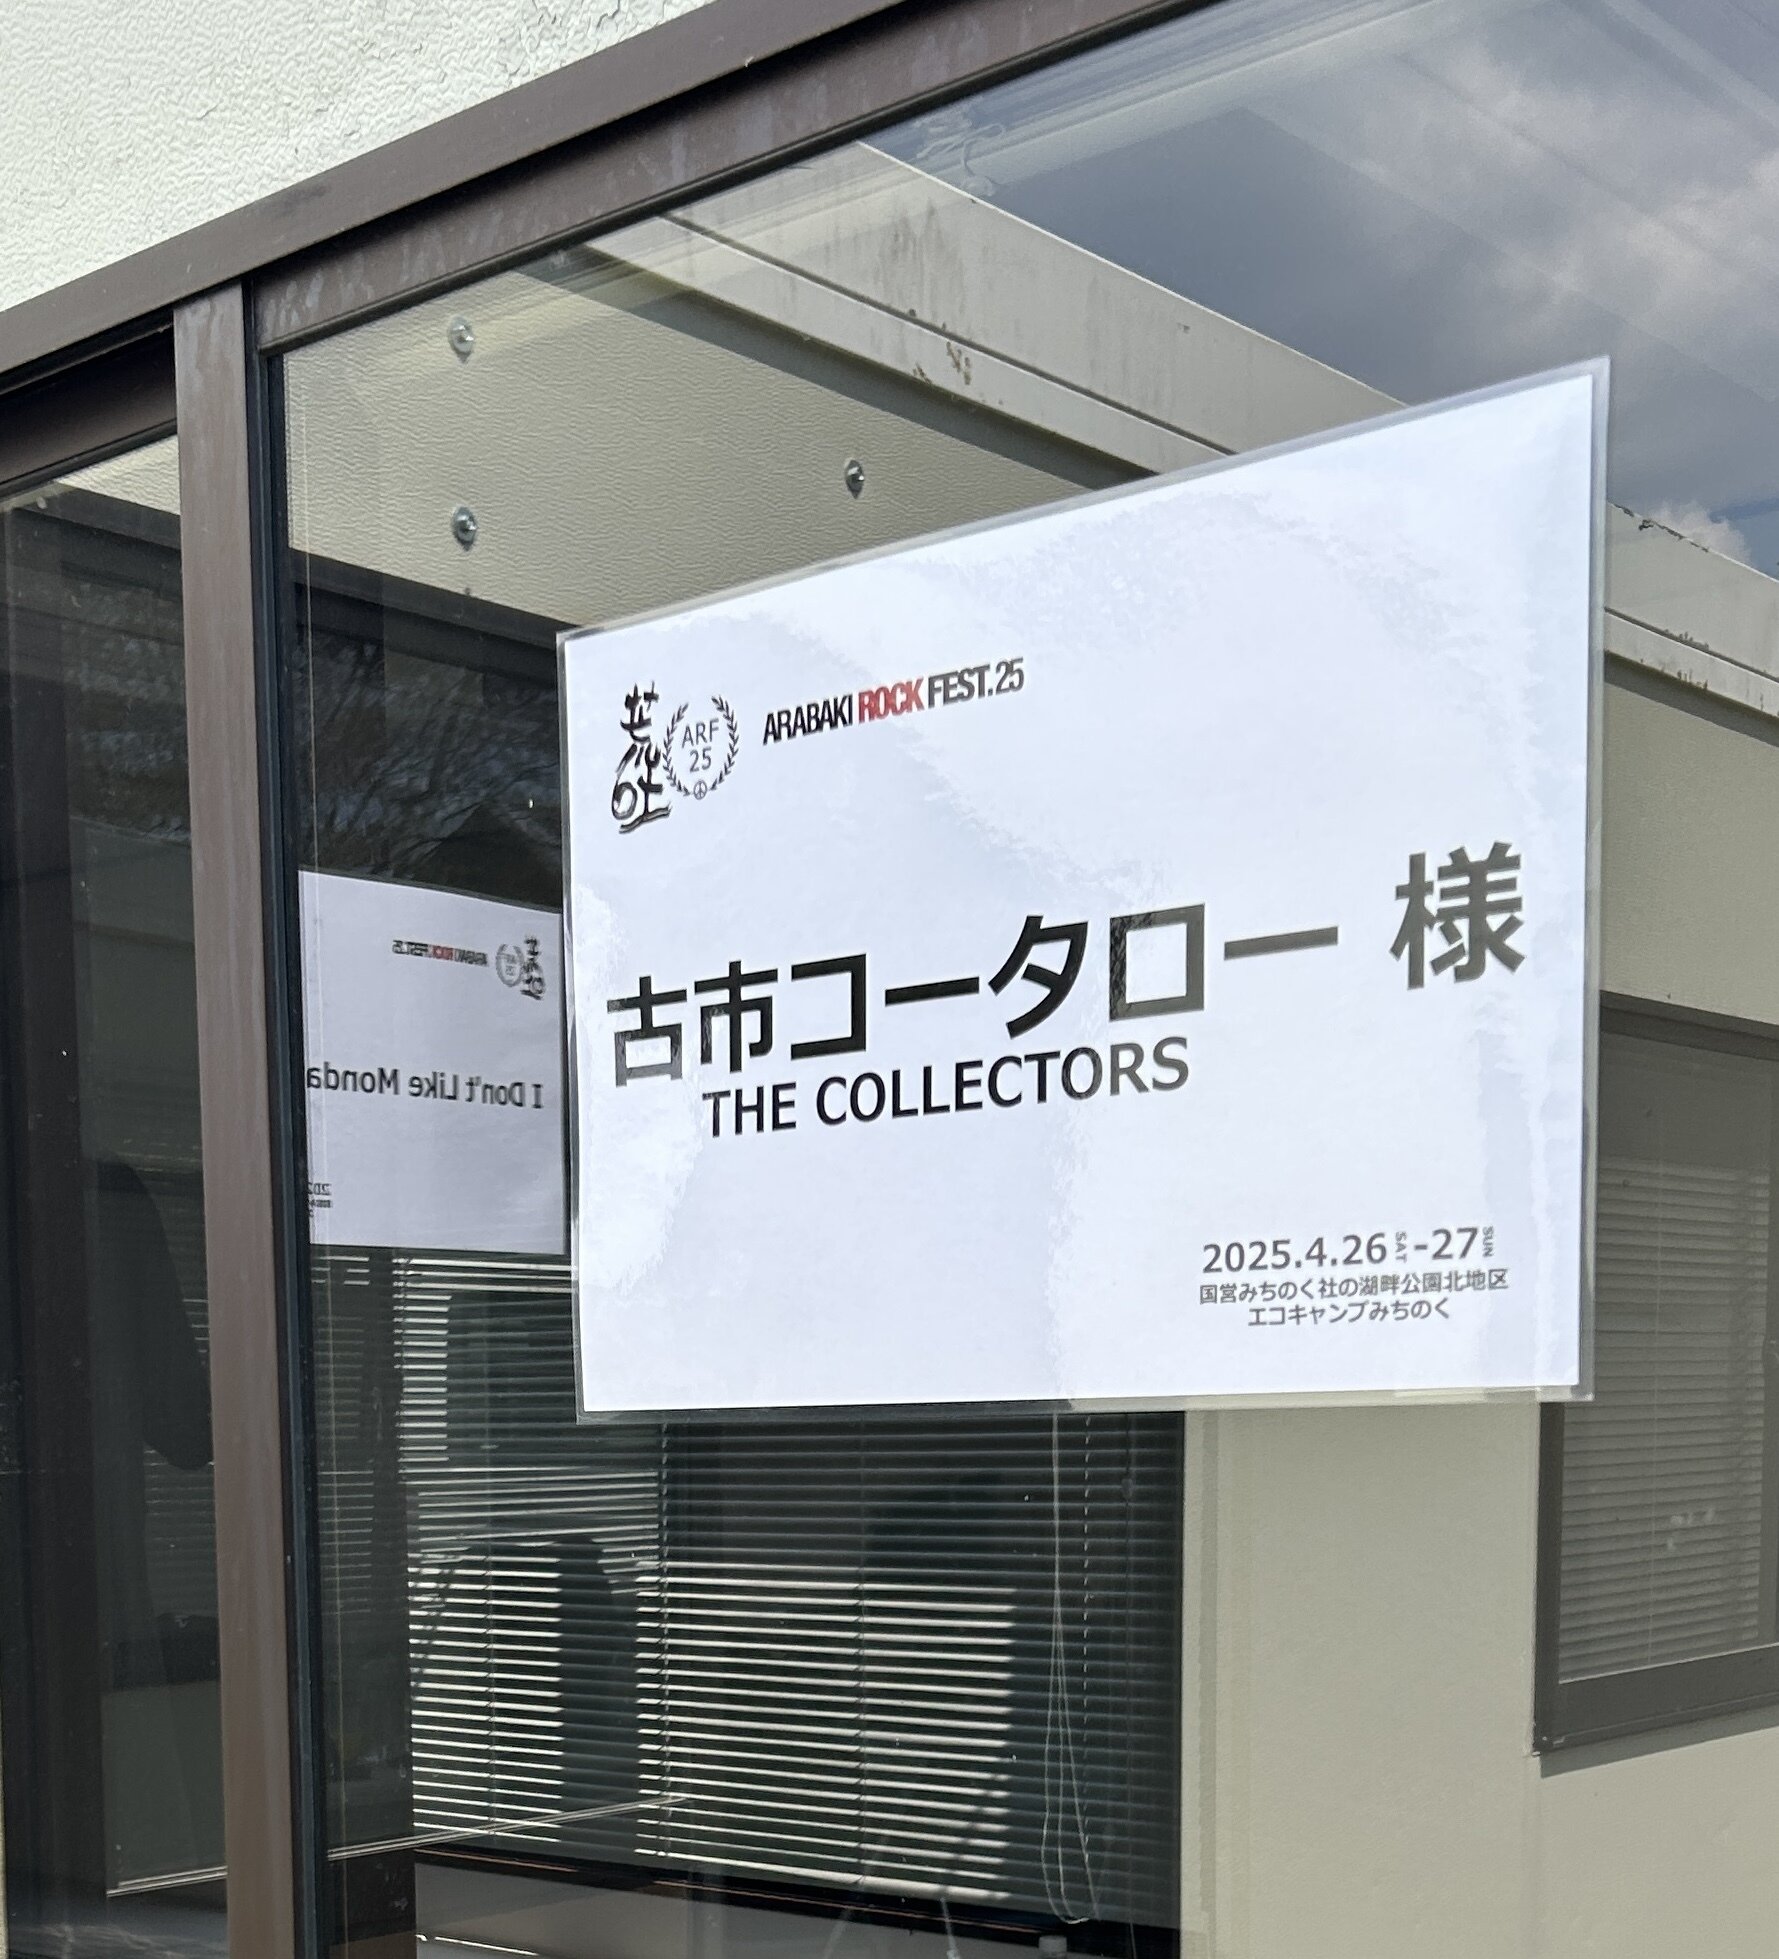 荒吐
ARF
25
ARABAKI ROCK FEST.25
古市コータロー 様
THE COLLECTORS
2025.4.26 SAT -27 SUN
国営みちのく杜の湖畔公園北地区
エコキャンプみちのく
ARABAKI ROCK FEST.25
I Don't Like Monda